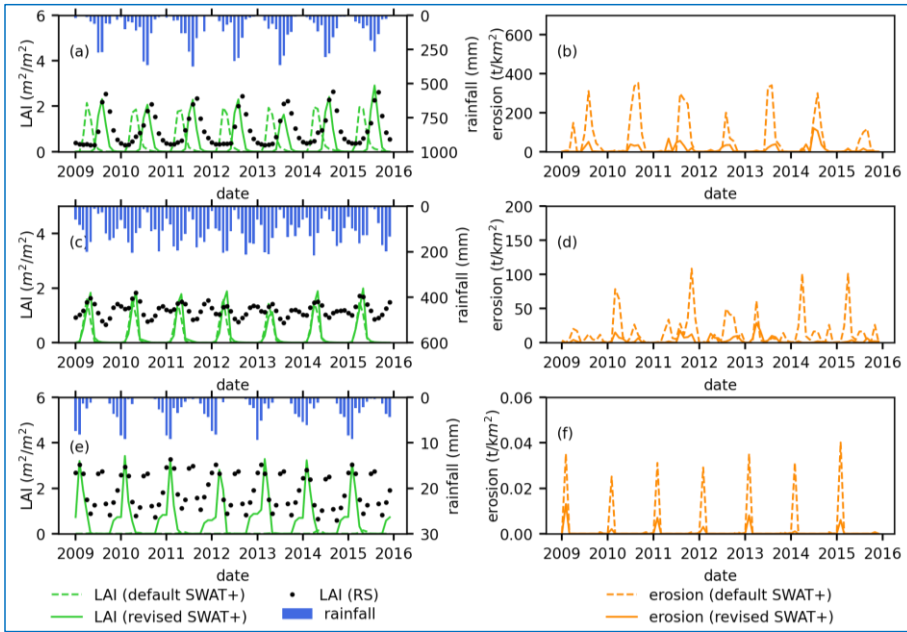 6
4
2
0
LAI (m²/m²)
(a)
0
250
500
750
1000
rainfall (mm)
2009 2010 2011 2012 2013 2014 2015 2016
date
600
400
200
0
erosion (t/km²)
(b)
2009 2010 2011 2012 2013 2014 2015 2016
date
4
2
0
LAI (m²/m²)
(c)
0
200
400
600
rainfall (mm)
2009 2010 2011 2012 2013 2014 2015 2016
date
200
150
100
50
0
erosion (t/km²)
(d)
2009 2010 2011 2012 2013 2014 2015 2016
date
6
4
2
0
LAI (m²/m²)
(e)
0
10
20
30
rainfall (mm)
2009 2010 2011 2012 2013 2014 2015 2016
date
0.06
0.04
0.02
0.00
erosion (t/km²)
(f)
2009 2010 2011 2012 2013 2014 2015 2016
date
LAI (default SWAT+) LAI (RS) erosion (default SWAT+)
LAI (revised SWAT+) rainfall erosion (revised SWAT+)